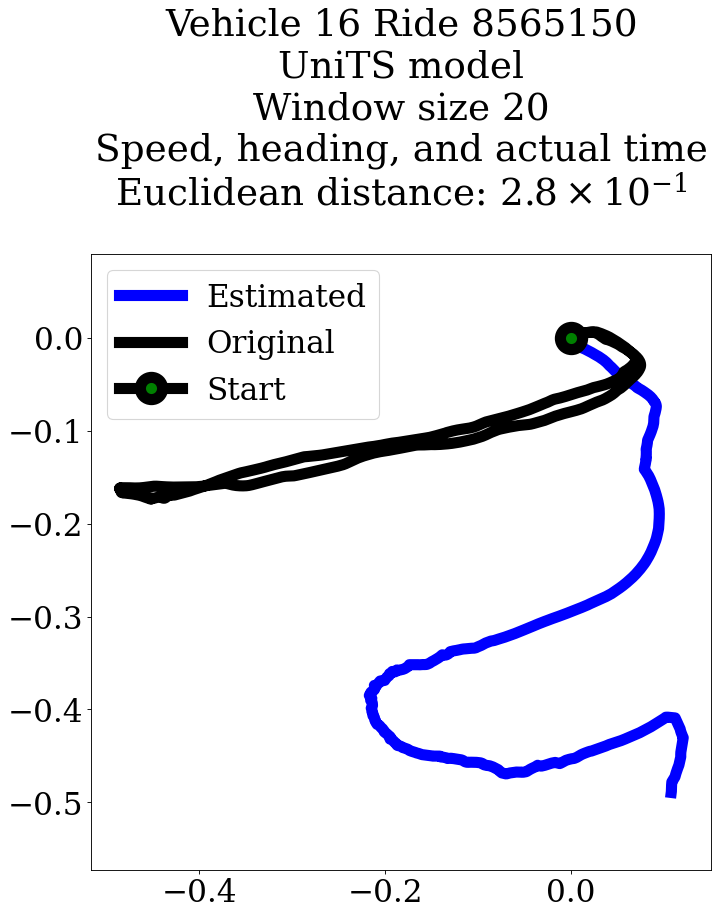 Vehicle 16 Ride 8565150
UniTS model
Window size 20
Speed, heading, and actual time
Euclidean distance: 2.8 × 10⁻¹
Estimated
Original
Start
0.0
−0.1
−0.2
−0.3
−0.4
−0.5
−0.4 −0.2 0.0